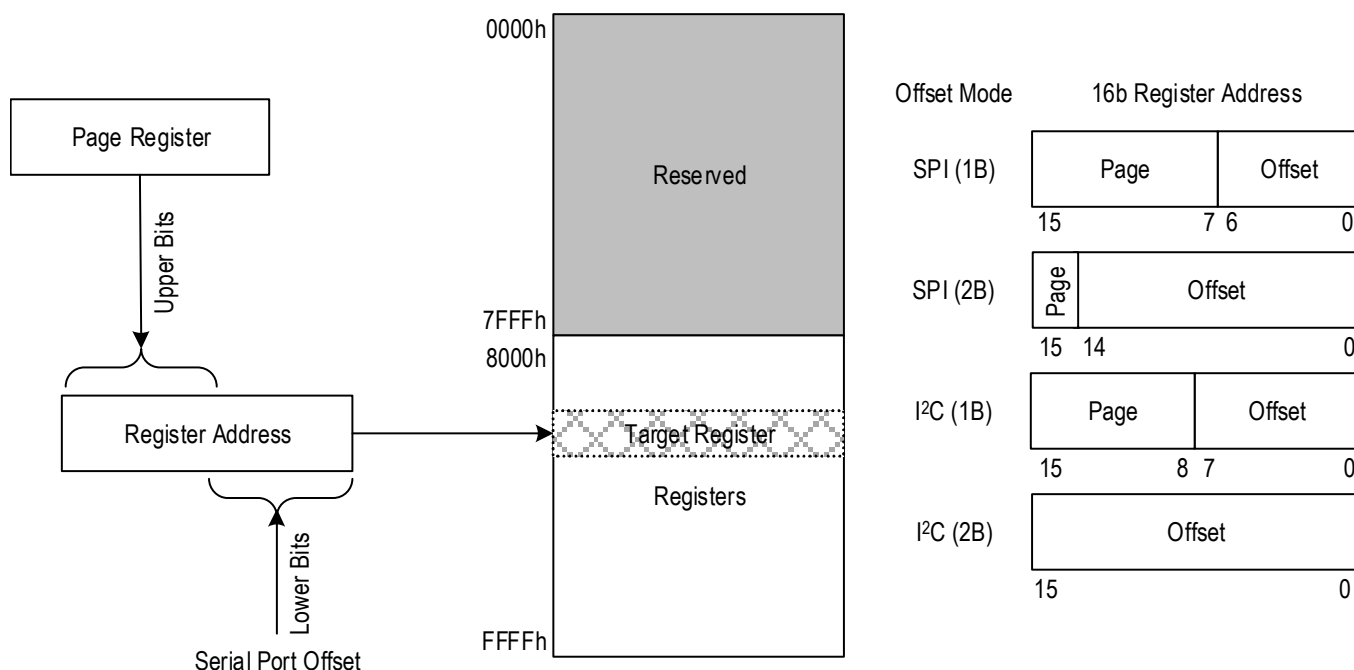 0000h
Page Register
Upper Bits
Register Address
Lower Bits
Serial Port Offset
Reserved
7FFFh
8000h
Target Register
Registers
FFFFh
Offset Mode 16b Register Address
SPI (1B) Page Offset
15 7 6 0
SPI (2B) Page Offset
15 14 0
I²C (1B) Page Offset
15 8 7 0
I²C (2B) Offset
15 0